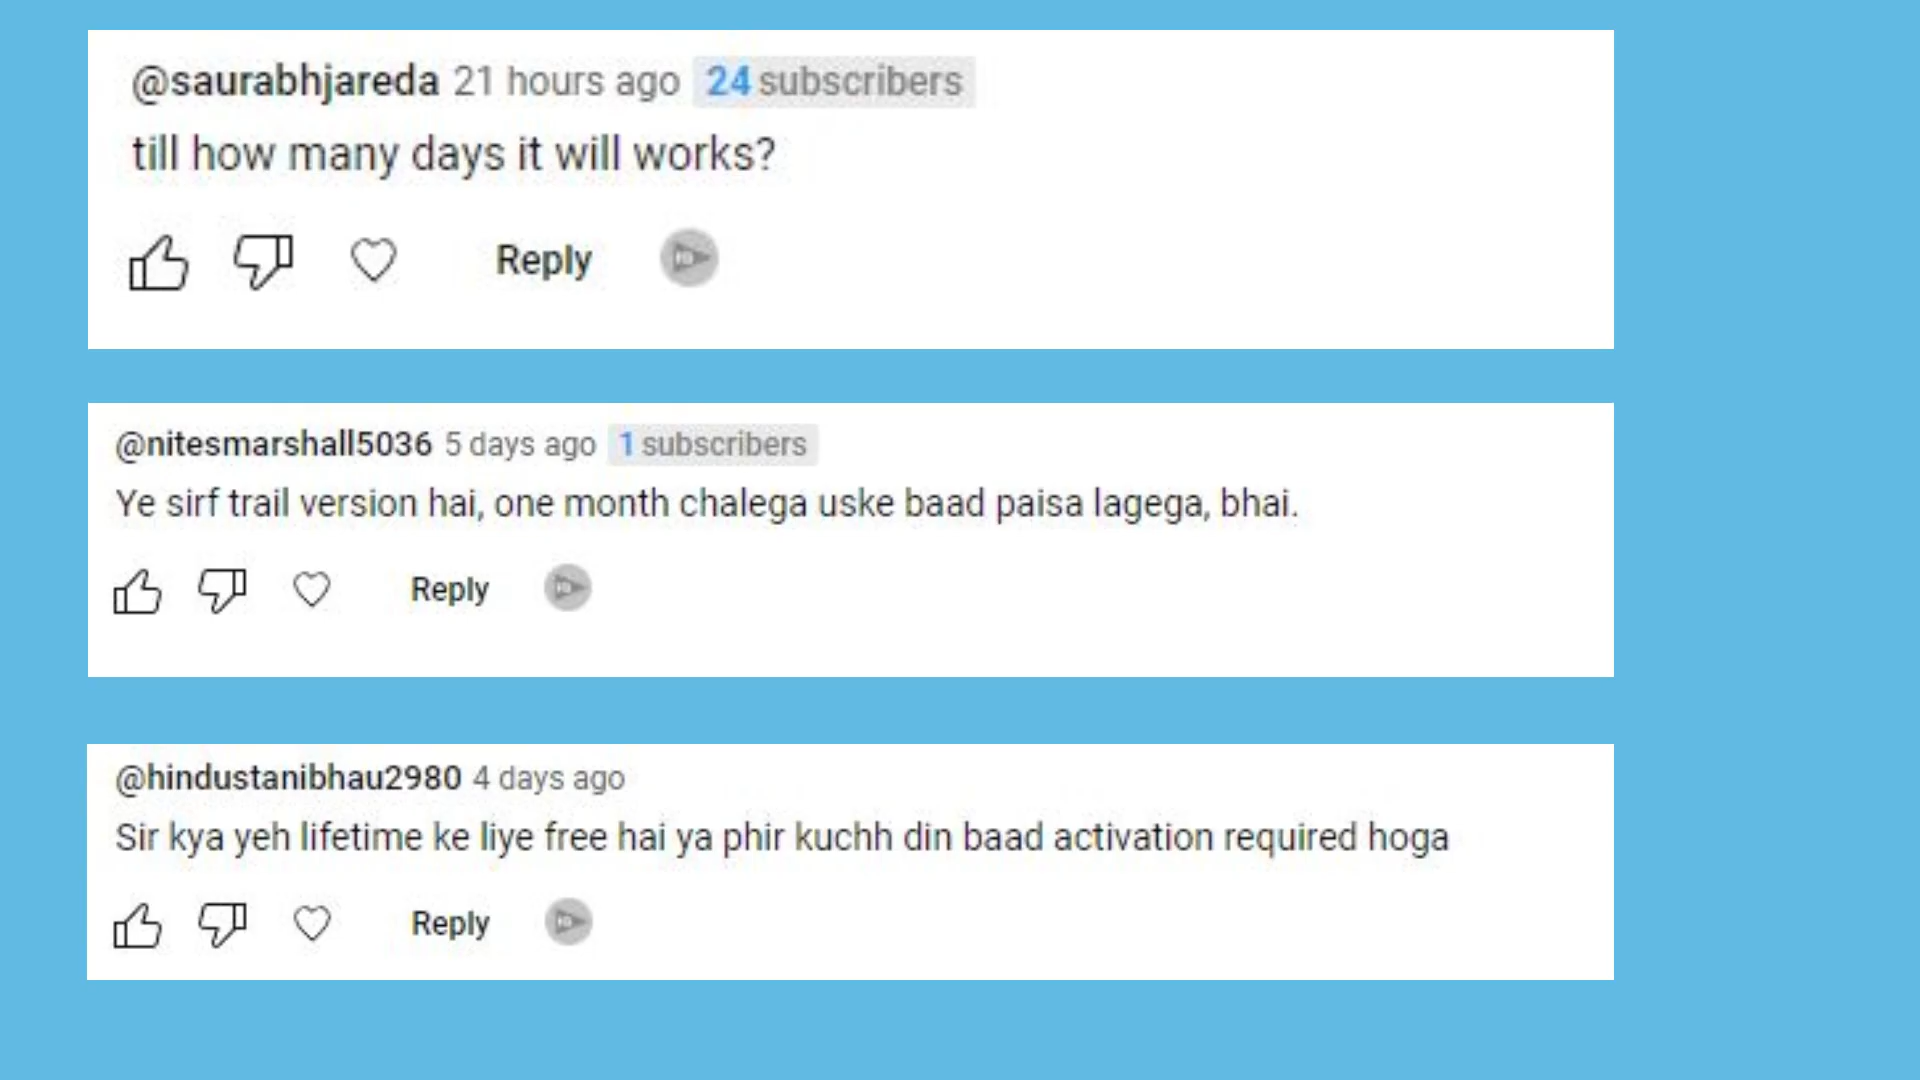 @saurabhjareda 21 hours ago 24 subscribers
till how many days it will works?
Reply
@nitesmarshall5036 5 days ago 1 subscribers
Ye sirf trail version hai, one month chalega uske baad paisa lagega, bhai.
Reply
@hindustanibhau2980 4 days ago
Sir kya yeh lifetime ke liye free hai ya phir kuchh din baad activation required hoga
Reply